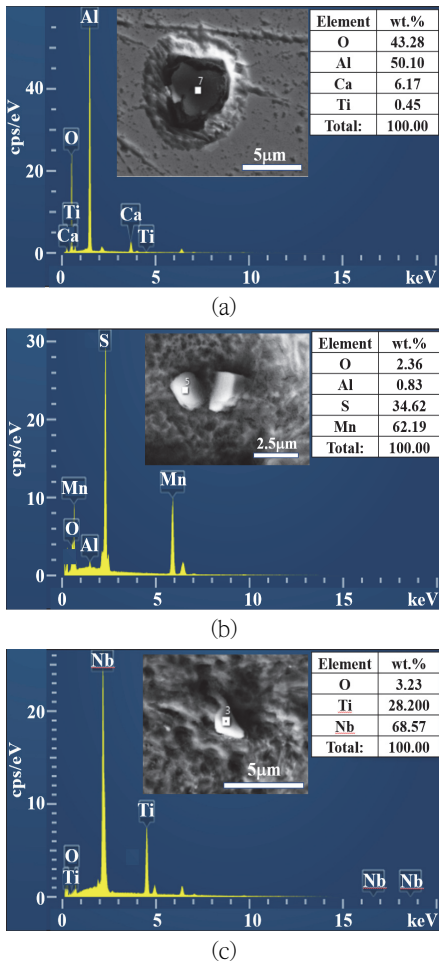 Element wt.%
O 43.28
Al 50.10
Ca 6.17
Ti 0.45
Total: 100.00
Al
O
Ti
Ca
Ca
Ti
7
5μm
cps/eV
40
20
0
0 5 10 15
keV
(a)
Element wt.%
O 2.36
Al 0.83
S 34.62
Mn 62.19
Total: 100.00
S
Mn
O
Al
Mn
5
2.5μm
cps/eV
30
20
10
0
0 5 10 15
keV
(b)
Element wt.%
O 3.23
Ti 28.200
Nb 68.57
Total: 100.00
Nb
Ti
O
Ti
Nb Nb
3
5μm
cps/eV
20
10
0
0 5 10 15
keV
(c)